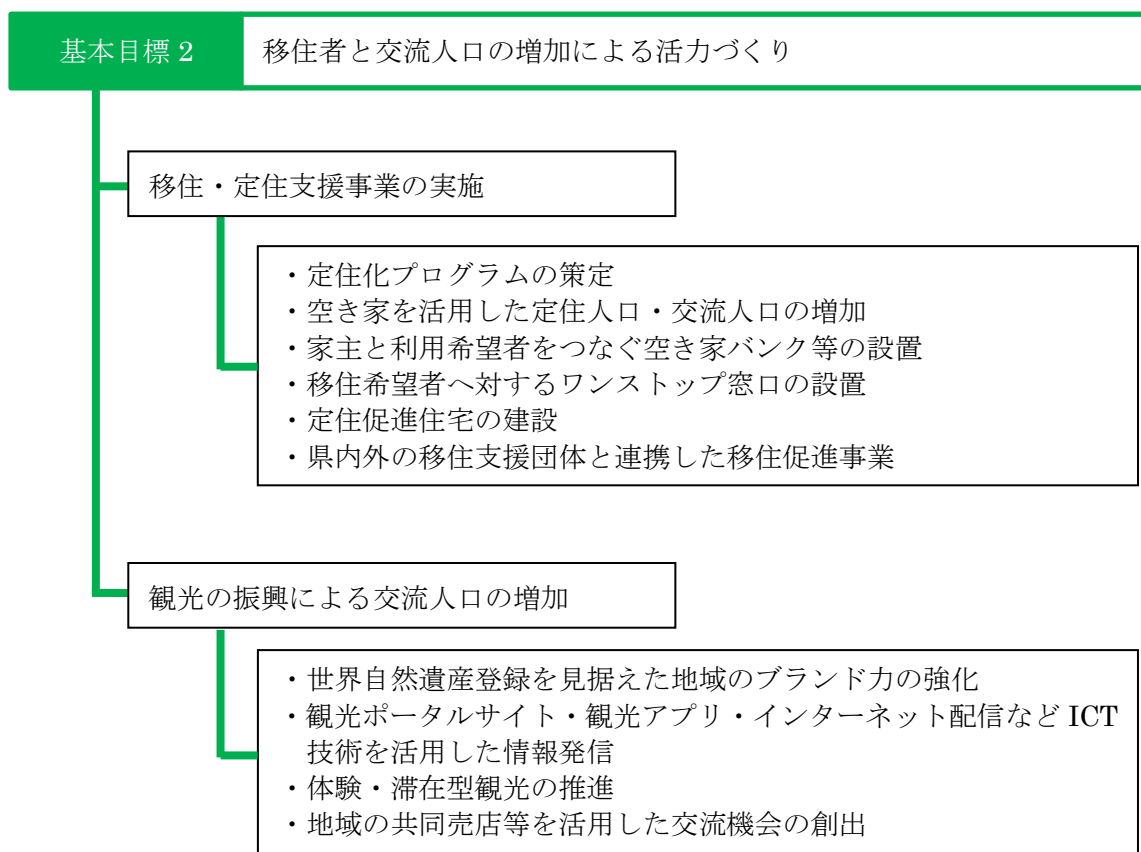 基本目標 2
移住者と交流人口の増加による活力づくり
移住・定住支援事業の実施
・定住化プログラムの策定
・空き家を活用した定住人口・交流人口の増加
・家主と利用希望者をつなぐ空き家バンク等の設置
・移住希望者へ対するワンストップ窓口の設置
・定住促進住宅の建設
・県内外の移住支援団体と連携した移住促進事業
観光の振興による交流人口の増加
・世界自然遺産登録を見据えた地域のブランド力の強化
・観光ポータルサイト・観光アプリ・インターネット配信など ICT
技術を活用した情報発信
・体験・滞在型観光の推進
・地域の共同売店等を活用した交流機会の創出